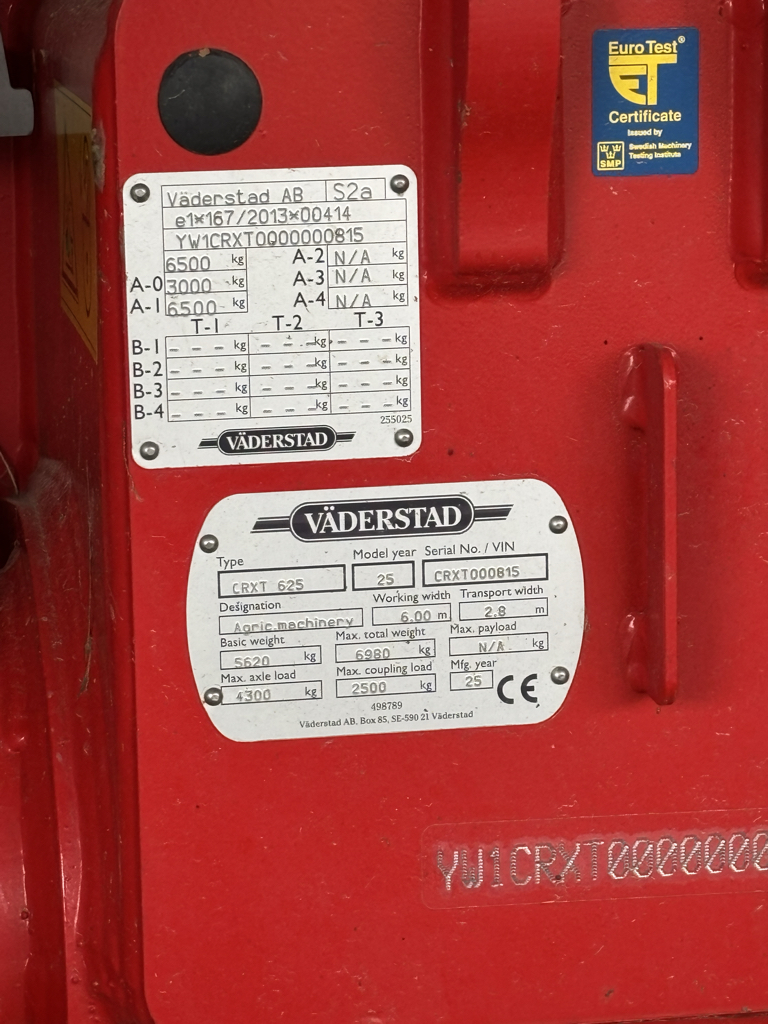 Euro Test®
ET
Certificate
Issued by
SMP
Swedish Machinery
Testing Institute
Väderstad AB S2a
e1*167/2013*00414
YW1CRXT0000000815
6500 kg A-2 N/A kg
A-0 3000 kg A-3 N/A kg
A-1 6500 kg A-4 N/A kg
T-1 T-2 T-3
B-1 - - - kg - - - kg - - - kg
B-2 - - - kg - - - kg - - - kg
B-3 - - - kg - - - kg - - - kg
B-4 - - - kg - - - kg - - - kg
255025
VÄDERSTAD
VÄDERSTAD
Type Model year Serial No. / VIN
CRXT 625 25 CRXT000815
Designation Working width Transport width
Agric.machinery 6.00 m 2.8 m
Basic weight Max. total weight Max. payload
5620 kg 6980 kg N/A kg
Max. axle load Max. coupling load Mfg. year
4300 kg 2500 kg 25 CE
498789
Väderstad AB, Box 85, SE-590 21 Väderstad
YW1CRXT0000000